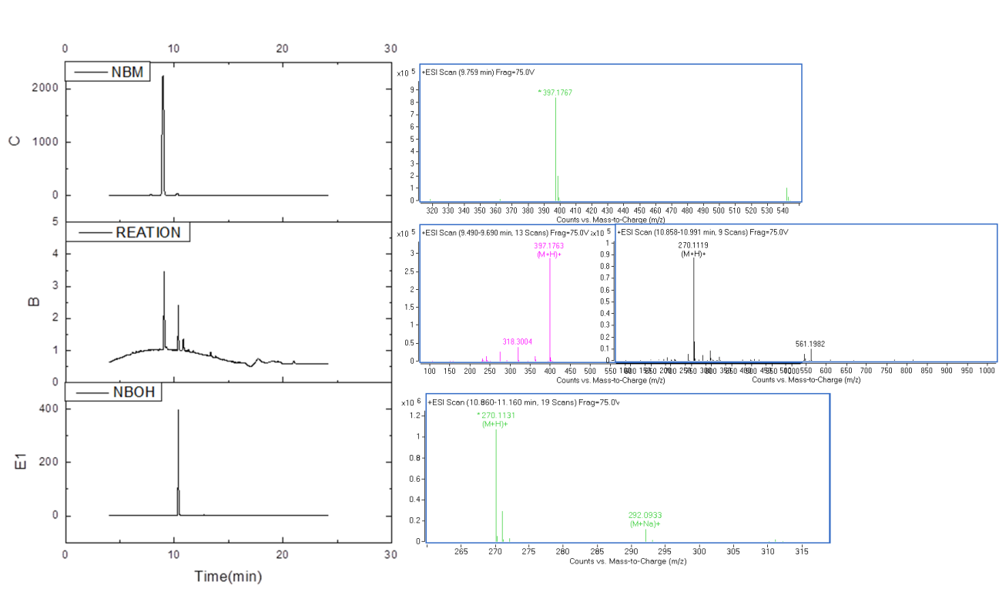 0 10 20 30
NBM
2000
1000
0
C
5
REATION
4
3
2
1
0
B
NBOH
400
200
0
E1
0 10 20 30
Time(min)
x10 5 +ESI Scan (9.759 min) Frag=75.0V
* 397.1767
9
8
7
6
5
4
3
2
1
0
320 330 340 350 360 370 380 390 400 410 420 430 440 450 460 470 480 490 500 510 520 530 540
Counts vs. Mass-to-Charge (m/z)
x10 5 +ESI Scan (9.490-9.690 min, 13 Scans) Frag=75.0V
397.1763
(M+H)+
3
2.5
2
1.5
1
0.5
0
318.3004
100 150 200 250 300 350 400 450 500 550
Counts vs. Mass-to-Charge (m/z)
x10 5 +ESI Scan (10.858-10.991 min, 9 Scans) Frag=75.0V
270.1119
(M+H)+
1
0.9
0.8
0.7
0.6
0.5
0.4
0.3
0.2
0.1
0
561.1982
550 600 650 700 750 800 850 900 950 1000
Counts vs. Mass-to-Charge (m/z)
x10 6 +ESI Scan (10.860-11.160 min, 19 Scans) Frag=75.0V
* 270.1131
(M+H)+
1.2
1
0.8
0.6
0.4
0.2
0
292.0933
(M+Na)+
265 270 275 280 285 290 295 300 305 310 315
Counts vs. Mass-to-Charge (m/z)